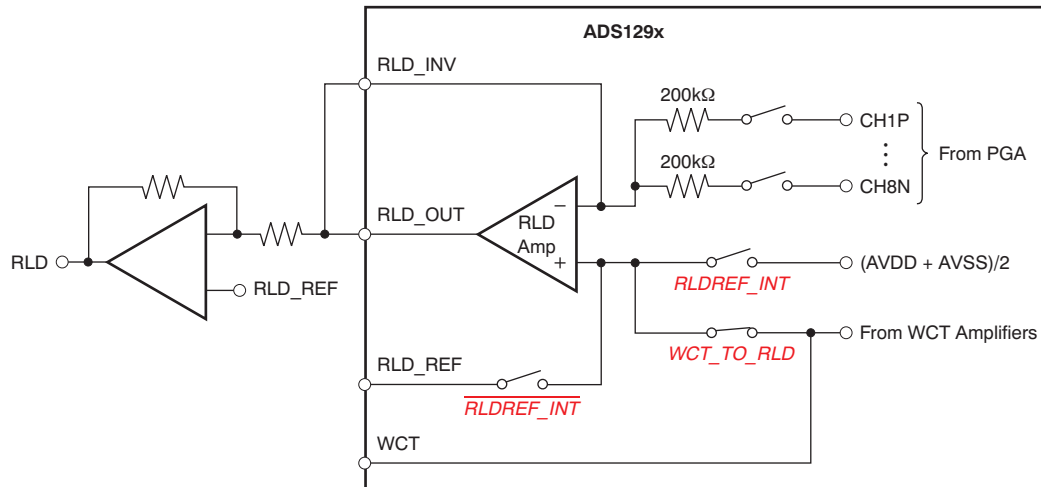 ADS129x
RLD_INV
200kΩ
CH1P
⋮
From PGA
200kΩ
CH8N
RLD_OUT
−
RLD
Amp
+
RLD
RLD_REF
(AVDD + AVSS)/2
RLDREF_INT
From WCT Amplifiers
WCT_TO_RLD
RLD_REF
RLDREF_INT
WCT